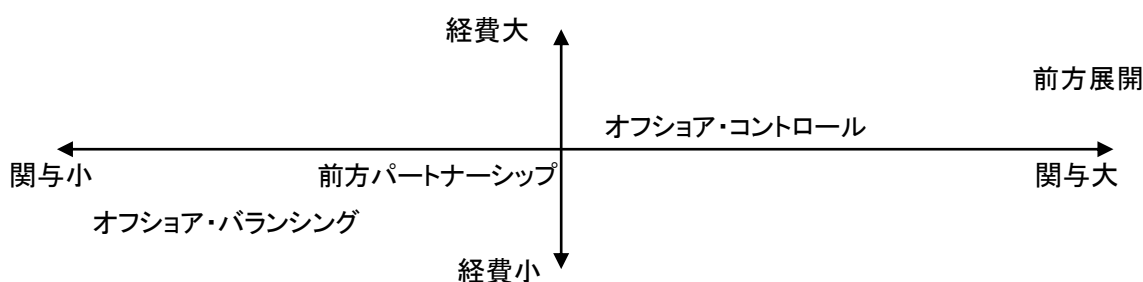 経費大
前方展開
オフショア・コントロール
関与小
前方パートナーシップ
関与大
オフショア・バランシング
経費小